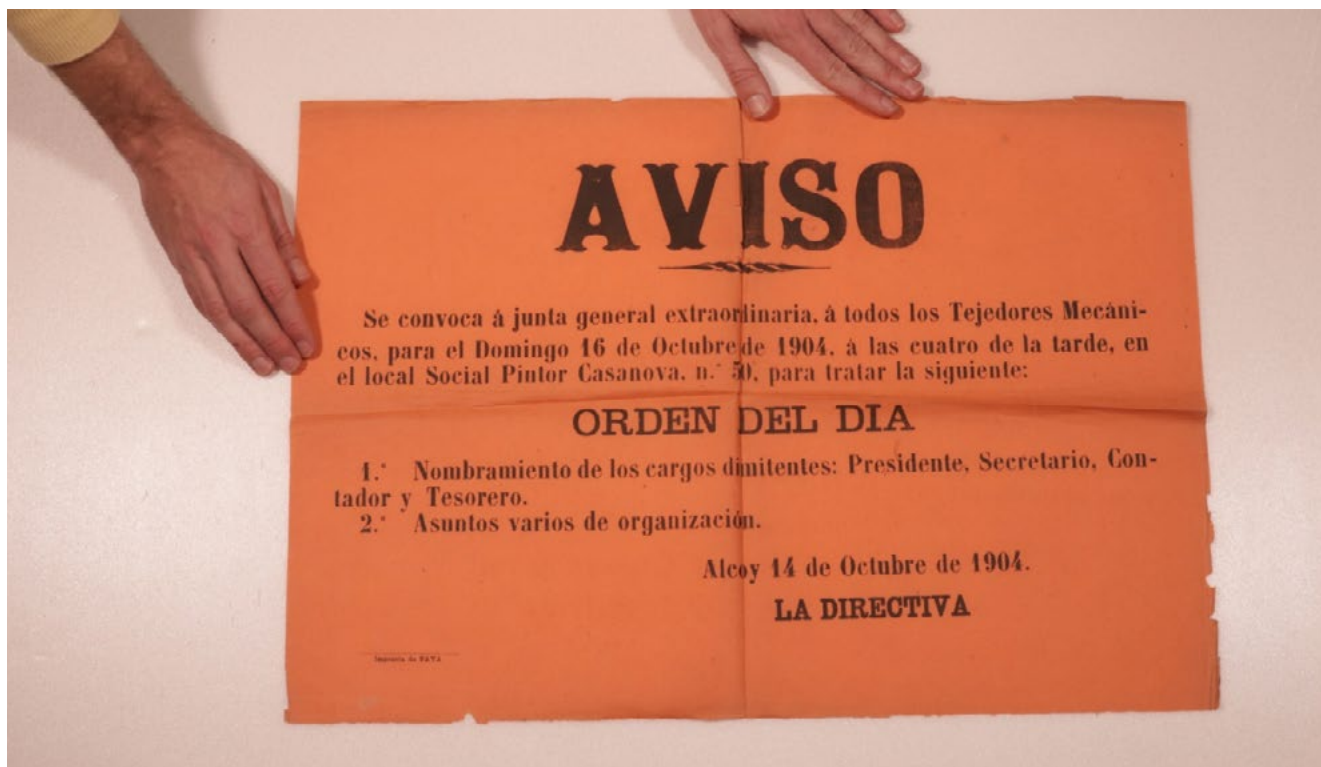 AVISO
Se convoca á junta general extraordinaria, á todos los Tejedores Mecáni-
cos, para el Domingo 16 de Octubre de 1904, á las cuatro de la tarde, en
el local Social Pintor Casanova, n.º 50, para tratar la siguiente:
ORDEN DEL DIA
1.º Nombramiento de los cargos dimitentes: Presidente, Secretario, Con-
tador y Tesorero.
2.º Asuntos varios de organización.
Alcoy 14 de Octubre de 1904.
LA DIRECTIVA
Imprenta de PAYÁ